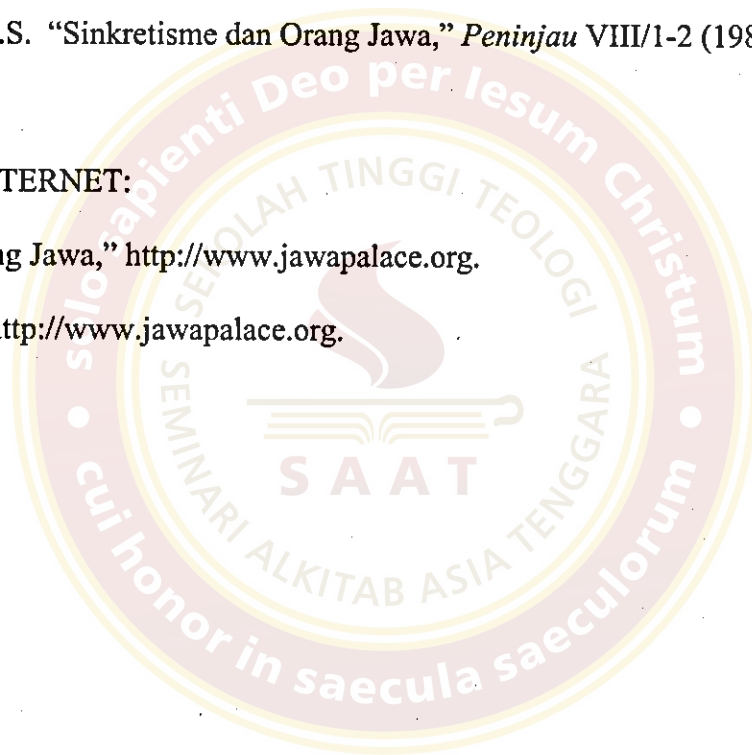 .S. “Sinkretisme dan Orang Jawa,” Peninjau VIII/1-2 (198
TERNET:
ng Jawa,” http://www.jawapalace.org.
ttp://www.jawapalace.org.
soli sapienti Deo per Iesum Christum
• cui honor in saecula saeculorum •
SEKOLAH TINGGI TEOLOGI
SEMINARI ALKITAB ASIA TENGGARA
SAAT